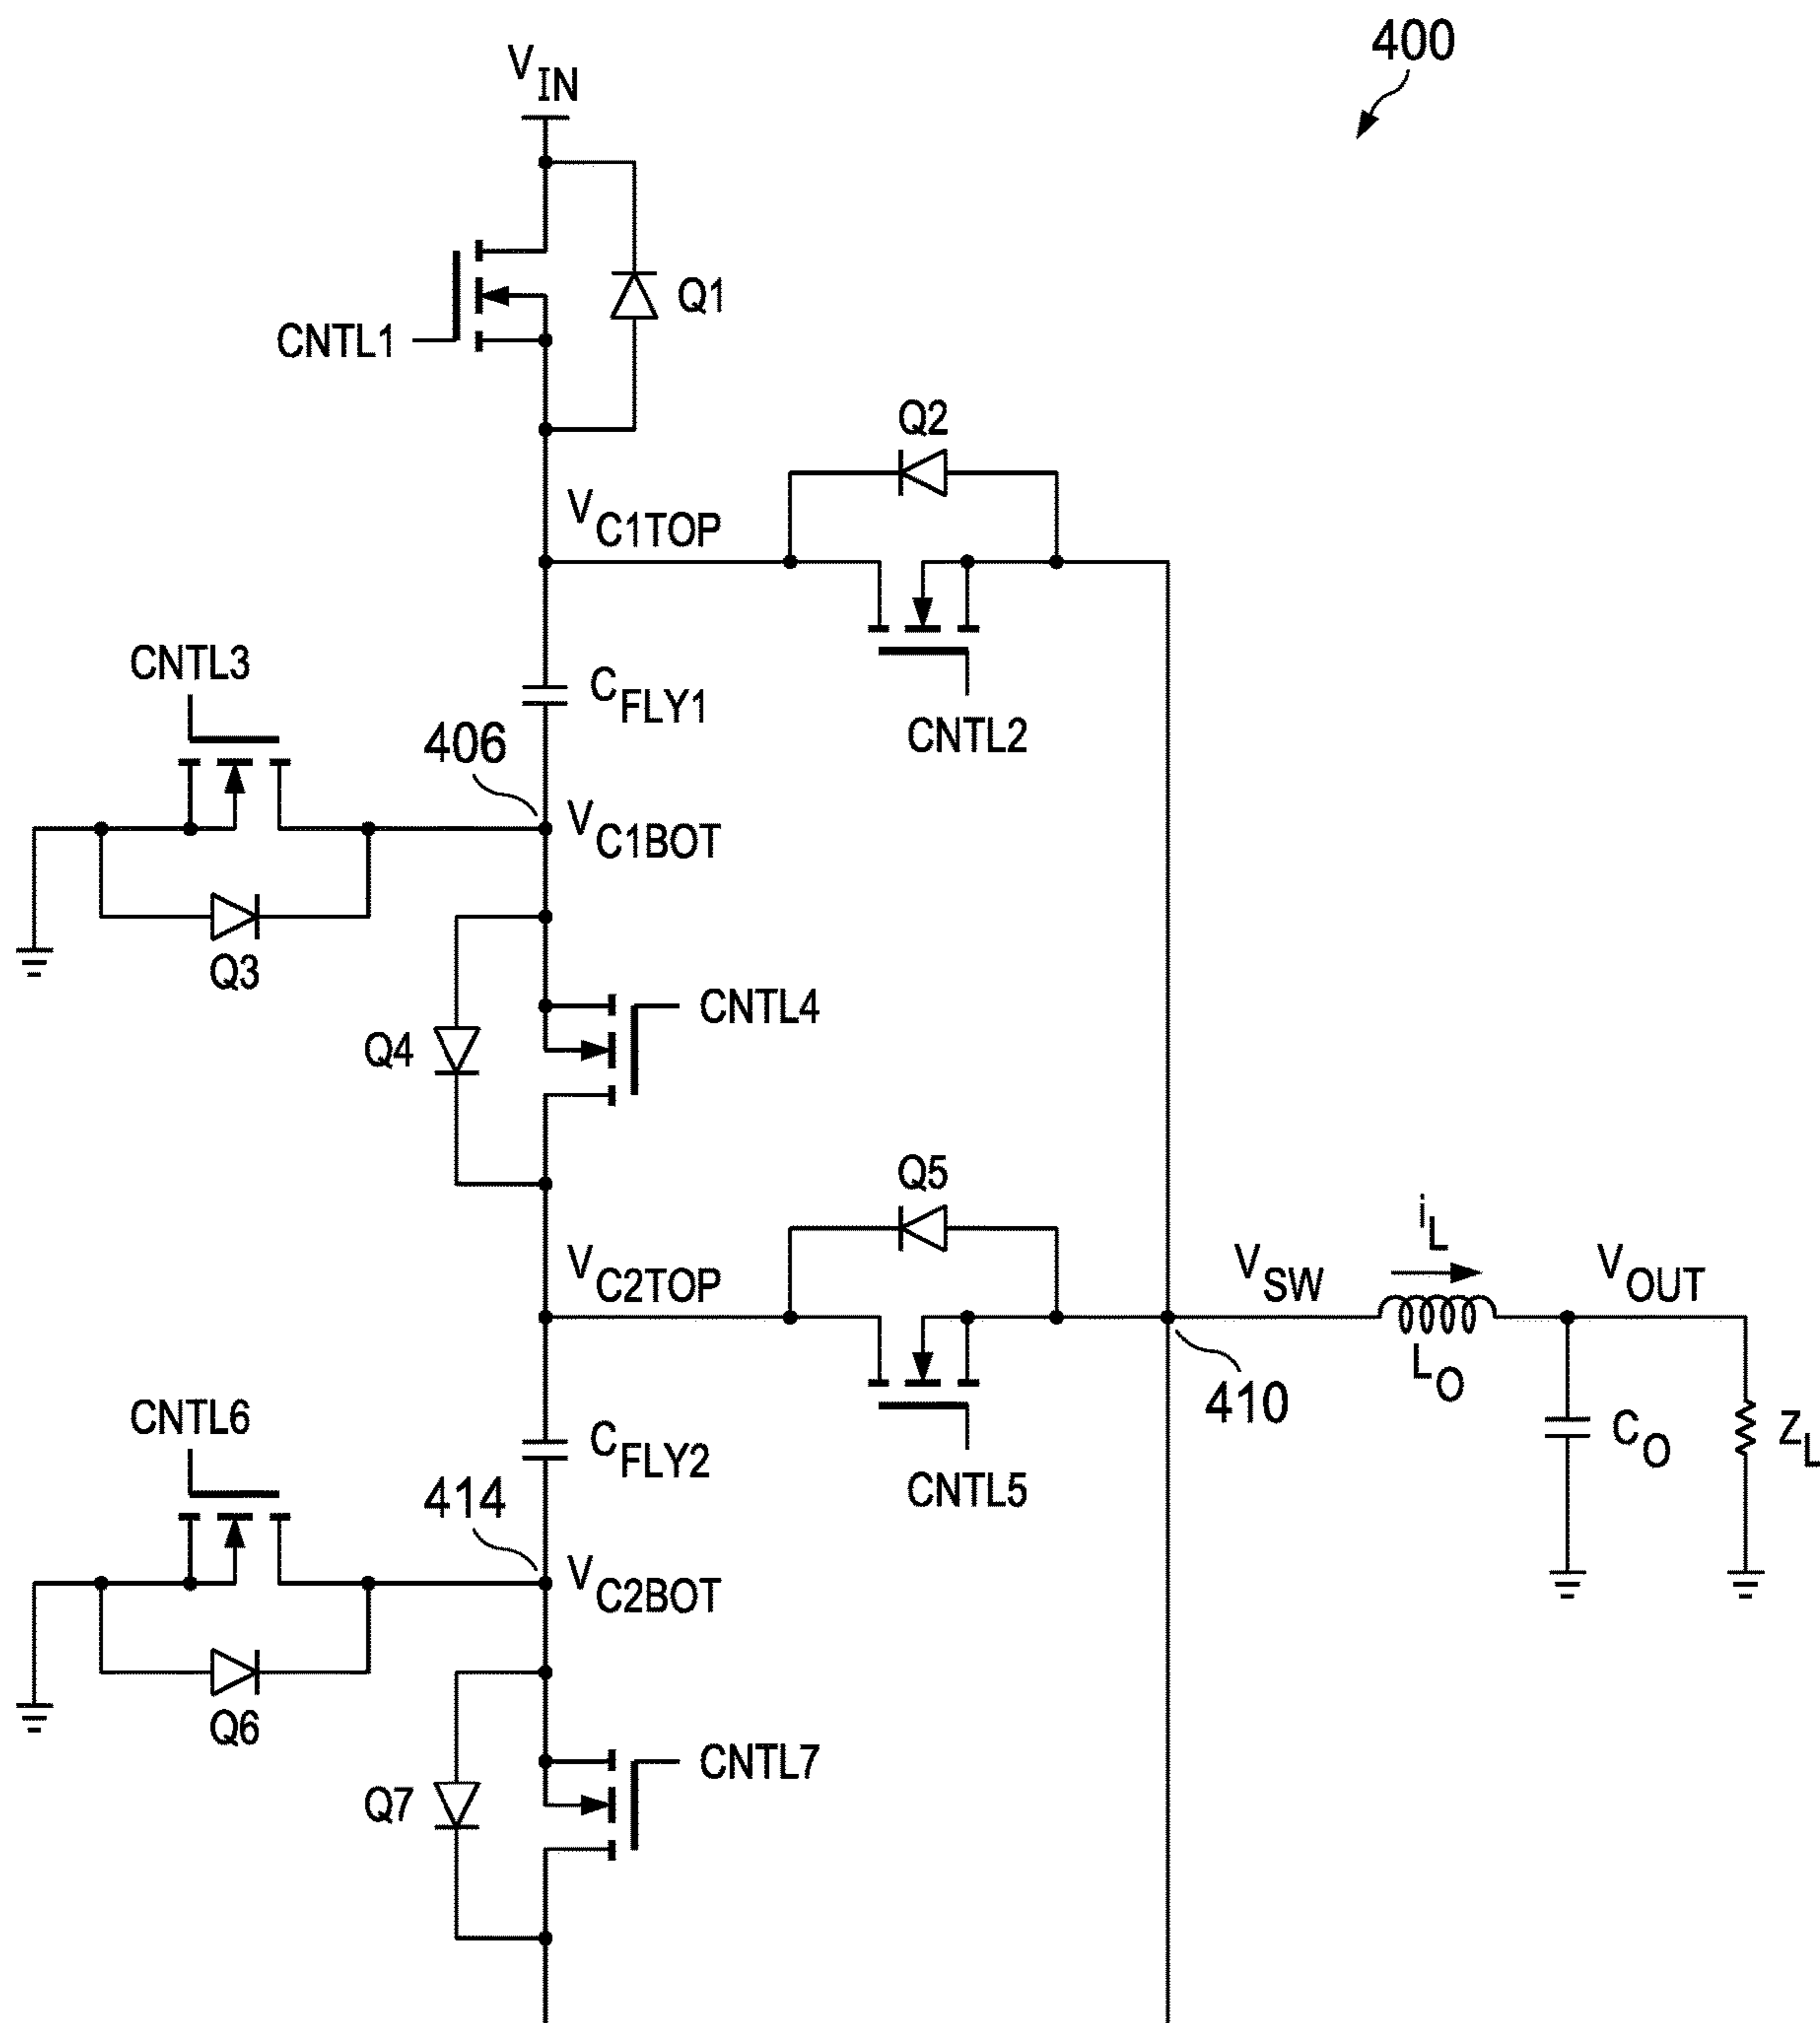 400
VIN
Q1
CNTL1
Q2
VC1TOP
CNTL3
CFLY1
CNTL2
406
VC1BOT
Q3
CNTL4
Q4
Q5
iL
VC2TOP
VSW
VOUT
LO
410
CNTL6
CFLY2
CO
ZL
CNTL5
414
VC2BOT
Q6
CNTL7
Q7